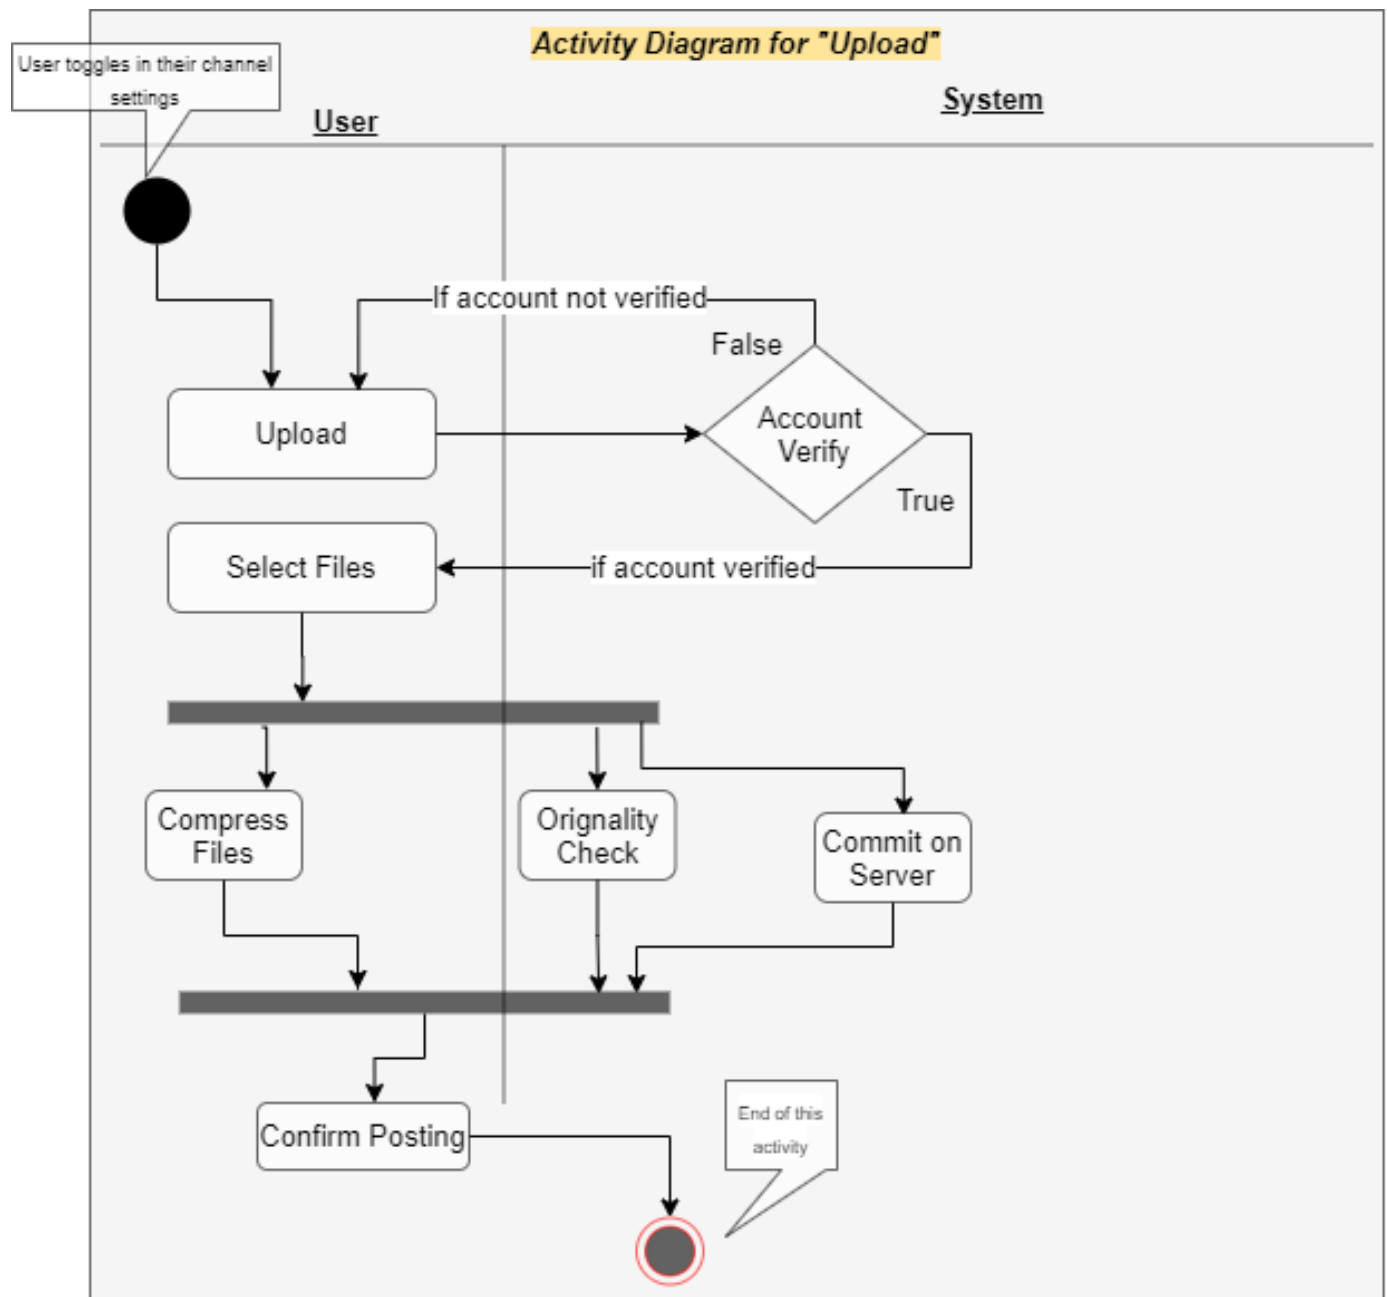 Activity Diagram for "Upload"
User toggles in their channel
settings
User
System
If account not verified
False
Account
Verify
Upload
True
Select Files
if account verified
Compress
Files
Orignality
Check
Commit on
Server
Confirm Posting
End of this
activity